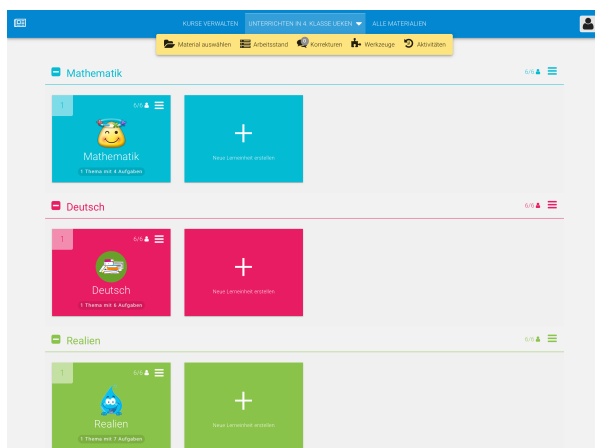 KURSE VERWALTEN UNTERRICHTEN IN 4. KLASSE UEKEN ALLE MATERIALIEN
Material auswählen Arbeitsstand Korrekturen Werkzeuge Aktivitäten
Mathematik 6/6
1 6/6
Mathematik
1 Thema mit 4 Aufgaben
Neue Lerneinheit erstellen
Deutsch 6/6
1 6/6
Deutsch
1 Thema mit 6 Aufgaben
Neue Lerneinheit erstellen
Realien 6/6
1 6/6
Realien
1 Thema mit 7 Aufgaben
Neue Lerneinheit erstellen